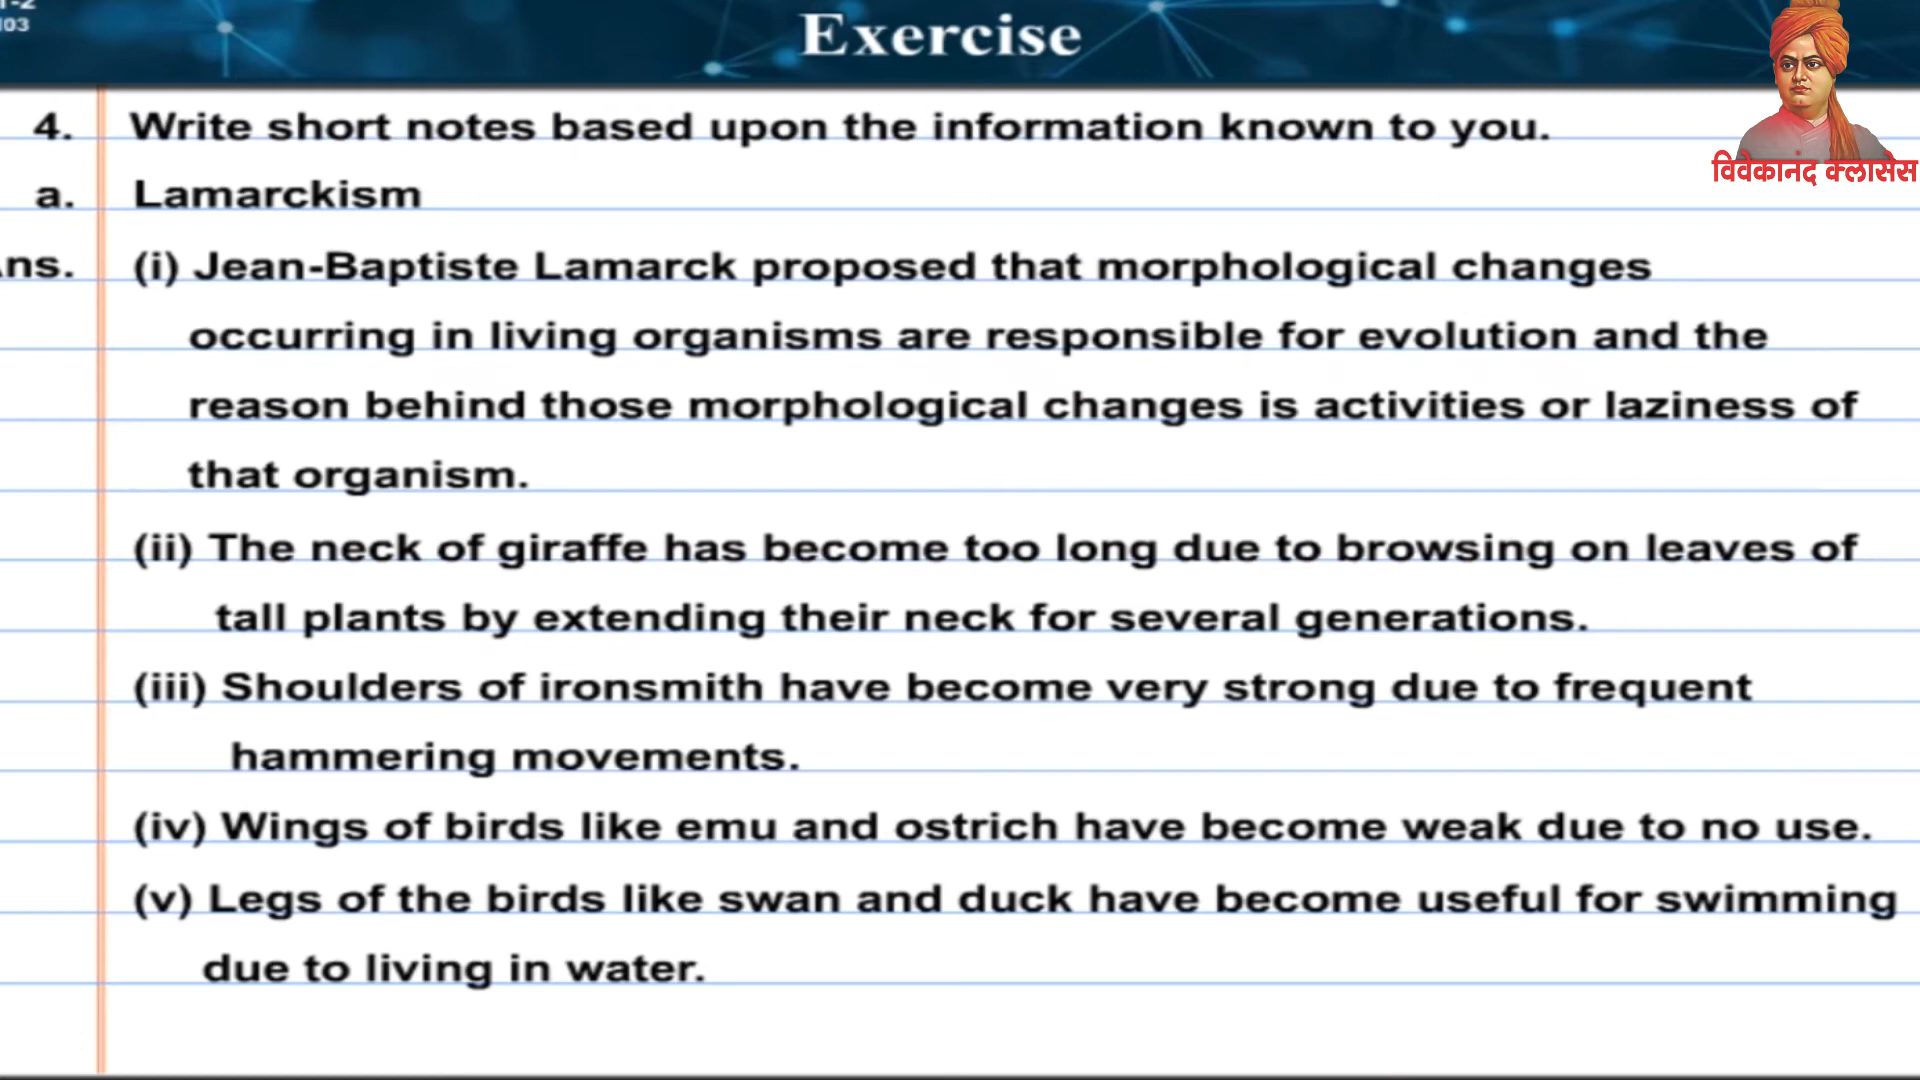 Exercise
4. Write short notes based upon the information known to you.
a. Lamarckism
ns. (i) Jean-Baptiste Lamarck proposed that morphological changes
occurring in living organisms are responsible for evolution and the
reason behind those morphological changes is activities or laziness of
that organism.
(ii) The neck of giraffe has become too long due to browsing on leaves of
tall plants by extending their neck for several generations.
(iii) Shoulders of ironsmith have become very strong due to frequent
hammering movements.
(iv) Wings of birds like emu and ostrich have become weak due to no use.
(v) Legs of the birds like swan and duck have become useful for swimming
due to living in water.
विवेकानंद क्लासेस